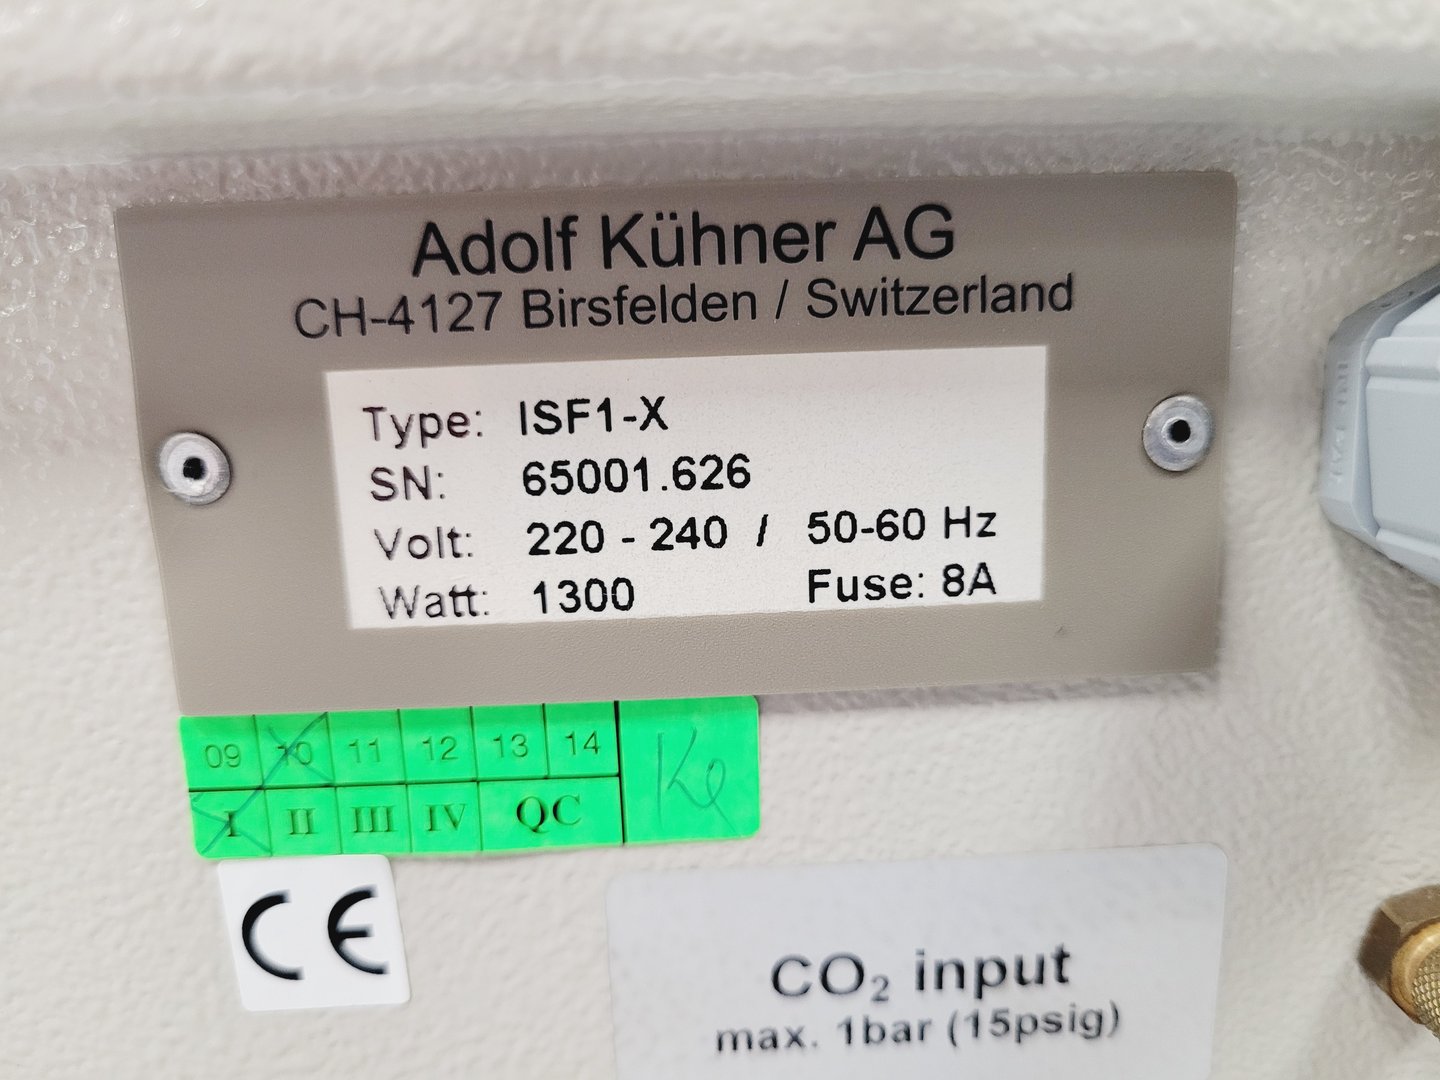 Adolf Kühner AG
CH-4127 Birsfelden / Switzerland
Type: ISF1-X
SN: 65001.626
Volt: 220 - 240 / 50-60 Hz
Watt: 1300 Fuse: 8A
09 10 11 12 13 14
I II III IV QC
CE
CO₂ input
max. 1bar (15psig)